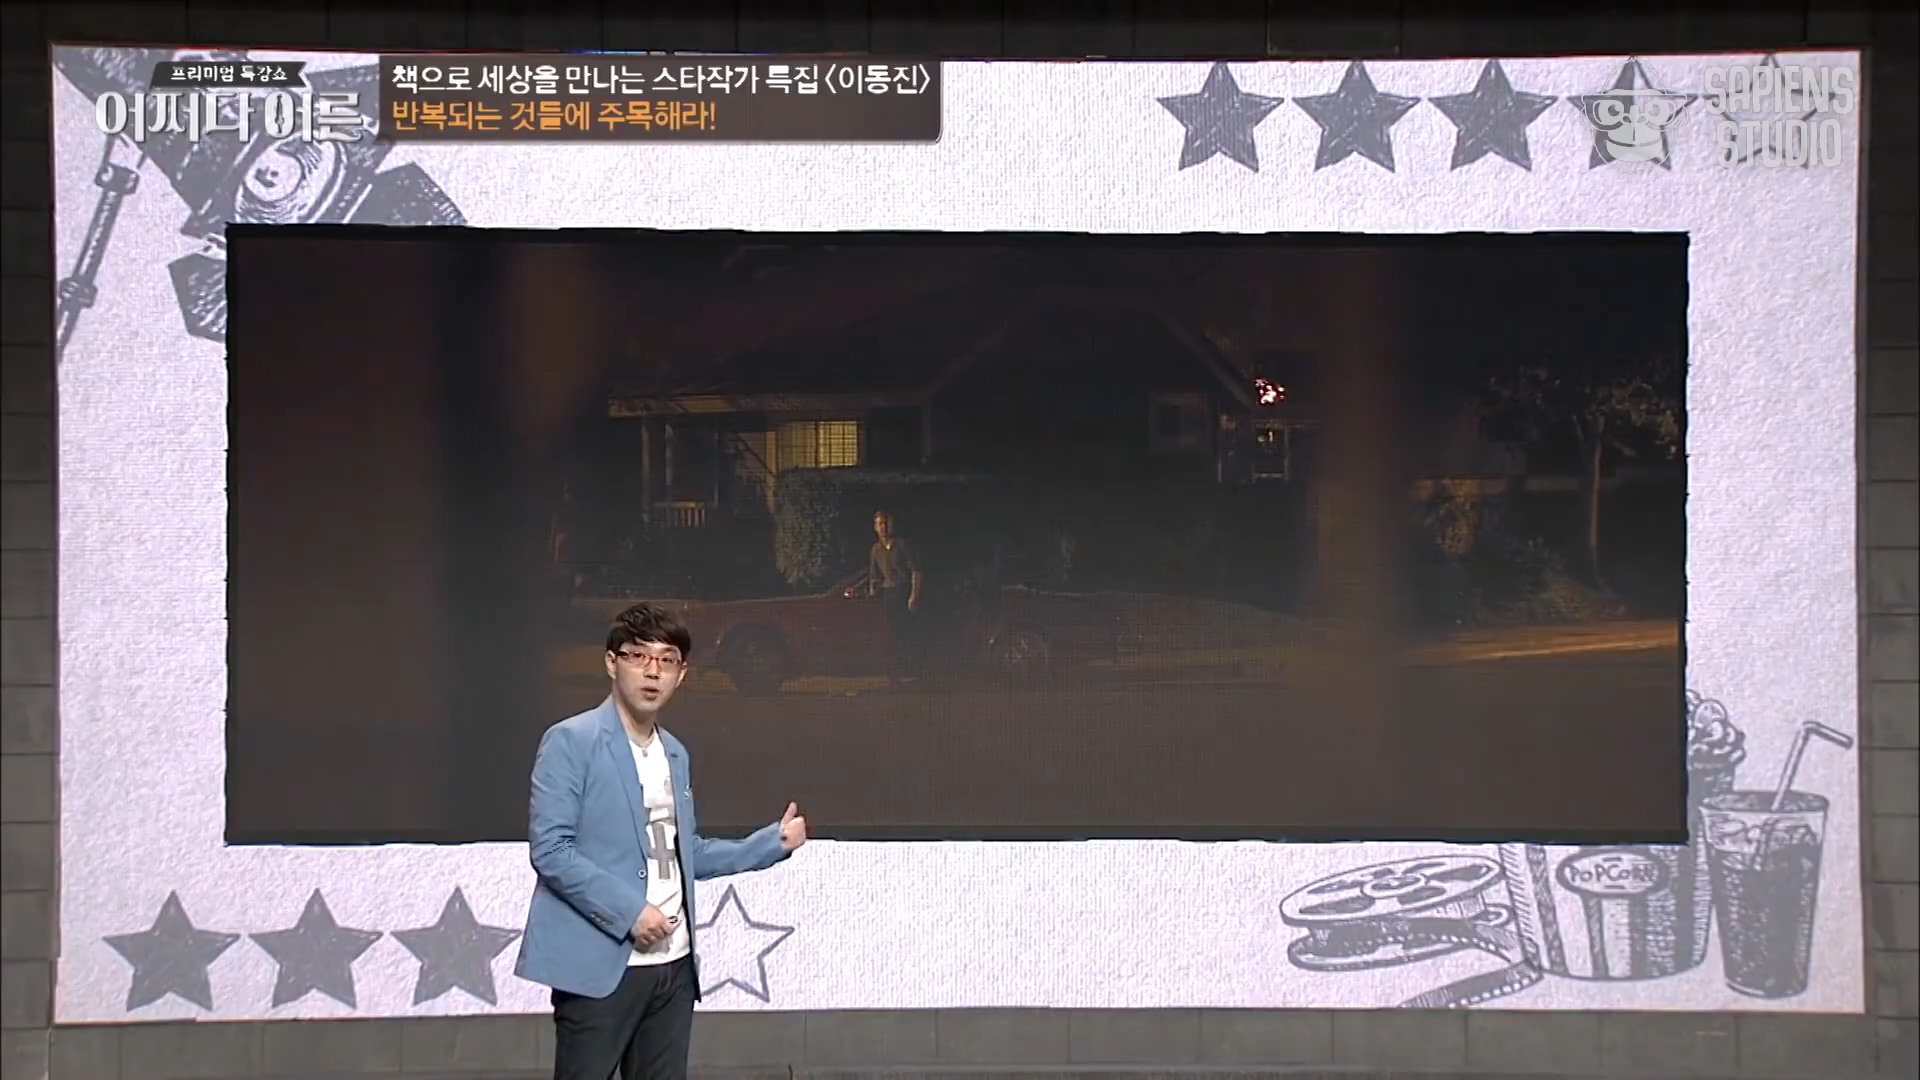 프리미엄 특강쇼
어쩌다 어른
책으로 세상을 만나는 스타작가 특집〈이동진〉
반복되는 것들에 주목해라!
SAPIENS
STUDIO
POPCORN